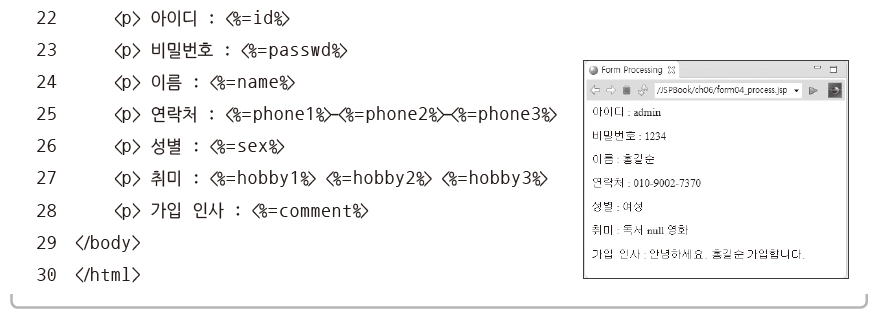 22 <p> 아이디 : <%=id%>
23 <p> 비밀번호 : <%=passwd%>
24 <p> 이름 : <%=name%>
25 <p> 연락처 : <%=phone1%>-<%=phone2%>-<%=phone3%>
26 <p> 성별 : <%=sex%>
27 <p> 취미 : <%=hobby1%> <%=hobby2%> <%=hobby3%>
28 <p> 가입 인사 : <%=comment%>
29 </body>
30 </html>
Form Processing
/JSPBook/ch06/form04_process.jsp
아이디 : admin
비밀번호 : 1234
이름 : 홍길순
연락처 : 010-9002-7370
성별 : 여성
취미 : 독서 null 영화
가입 인사 : 안녕하세요. 홍길순 가입합니다.